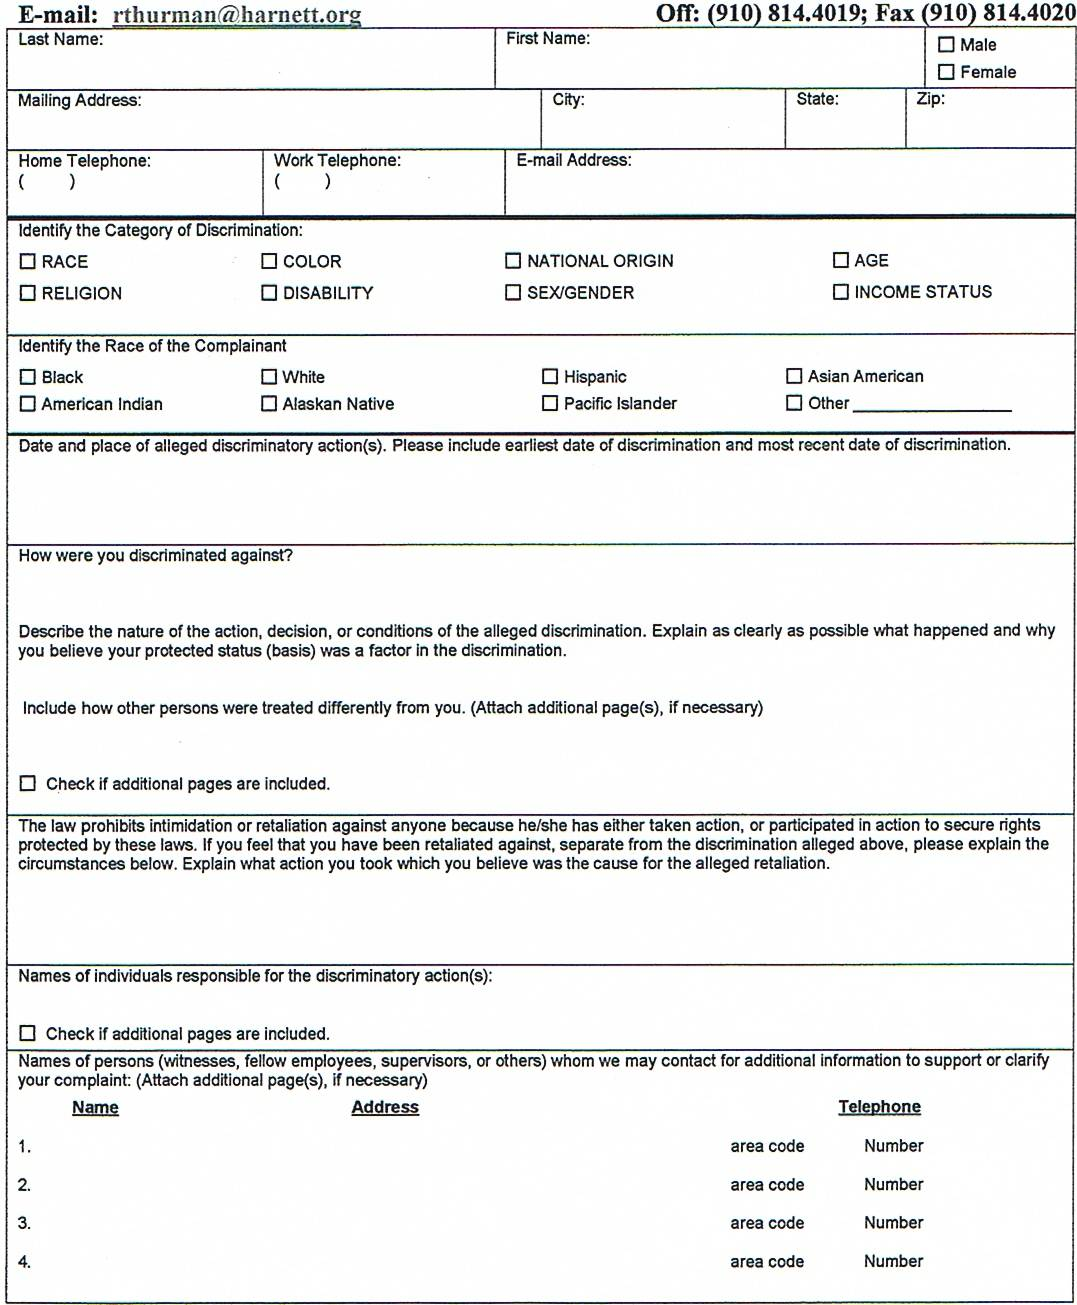 E-mail: rthurman@harnett.org Off: (910) 814.4019; Fax (910) 814.4020
Last Name: First Name: ☐ Male
☐ Female
Mailing Address: City: State: Zip:
Home Telephone: Work Telephone: E-mail Address:
( ) ( )
Identify the Category of Discrimination:
☐ RACE ☐ COLOR ☐ NATIONAL ORIGIN ☐ AGE
☐ RELIGION ☐ DISABILITY ☐ SEX/GENDER ☐ INCOME STATUS
Identify the Race of the Complainant
☐ Black ☐ White ☐ Hispanic ☐ Asian American
☐ American Indian ☐ Alaskan Native ☐ Pacific Islander ☐ Other ________________
Date and place of alleged discriminatory action(s). Please include earliest date of discrimination and most recent date of discrimination.
How were you discriminated against?
Describe the nature of the action, decision, or conditions of the alleged discrimination. Explain as clearly as possible what happened and why
you believe your protected status (basis) was a factor in the discrimination.
Include how other persons were treated differently from you. (Attach additional page(s), if necessary)
☐ Check if additional pages are included.
The law prohibits intimidation or retaliation against anyone because he/she has either taken action, or participated in action to secure rights
protected by these laws. If you feel that you have been retaliated against, separate from the discrimination alleged above, please explain the
circumstances below. Explain what action you took which you believe was the cause for the alleged retaliation.
Names of individuals responsible for the discriminatory action(s):
☐ Check if additional pages are included.
Names of persons (witnesses, fellow employees, supervisors, or others) whom we may contact for additional information to support or clarify
your complaint: (Attach additional page(s), if necessary)
Name Address Telephone
1. area code Number
2. area code Number
3. area code Number
4. area code Number